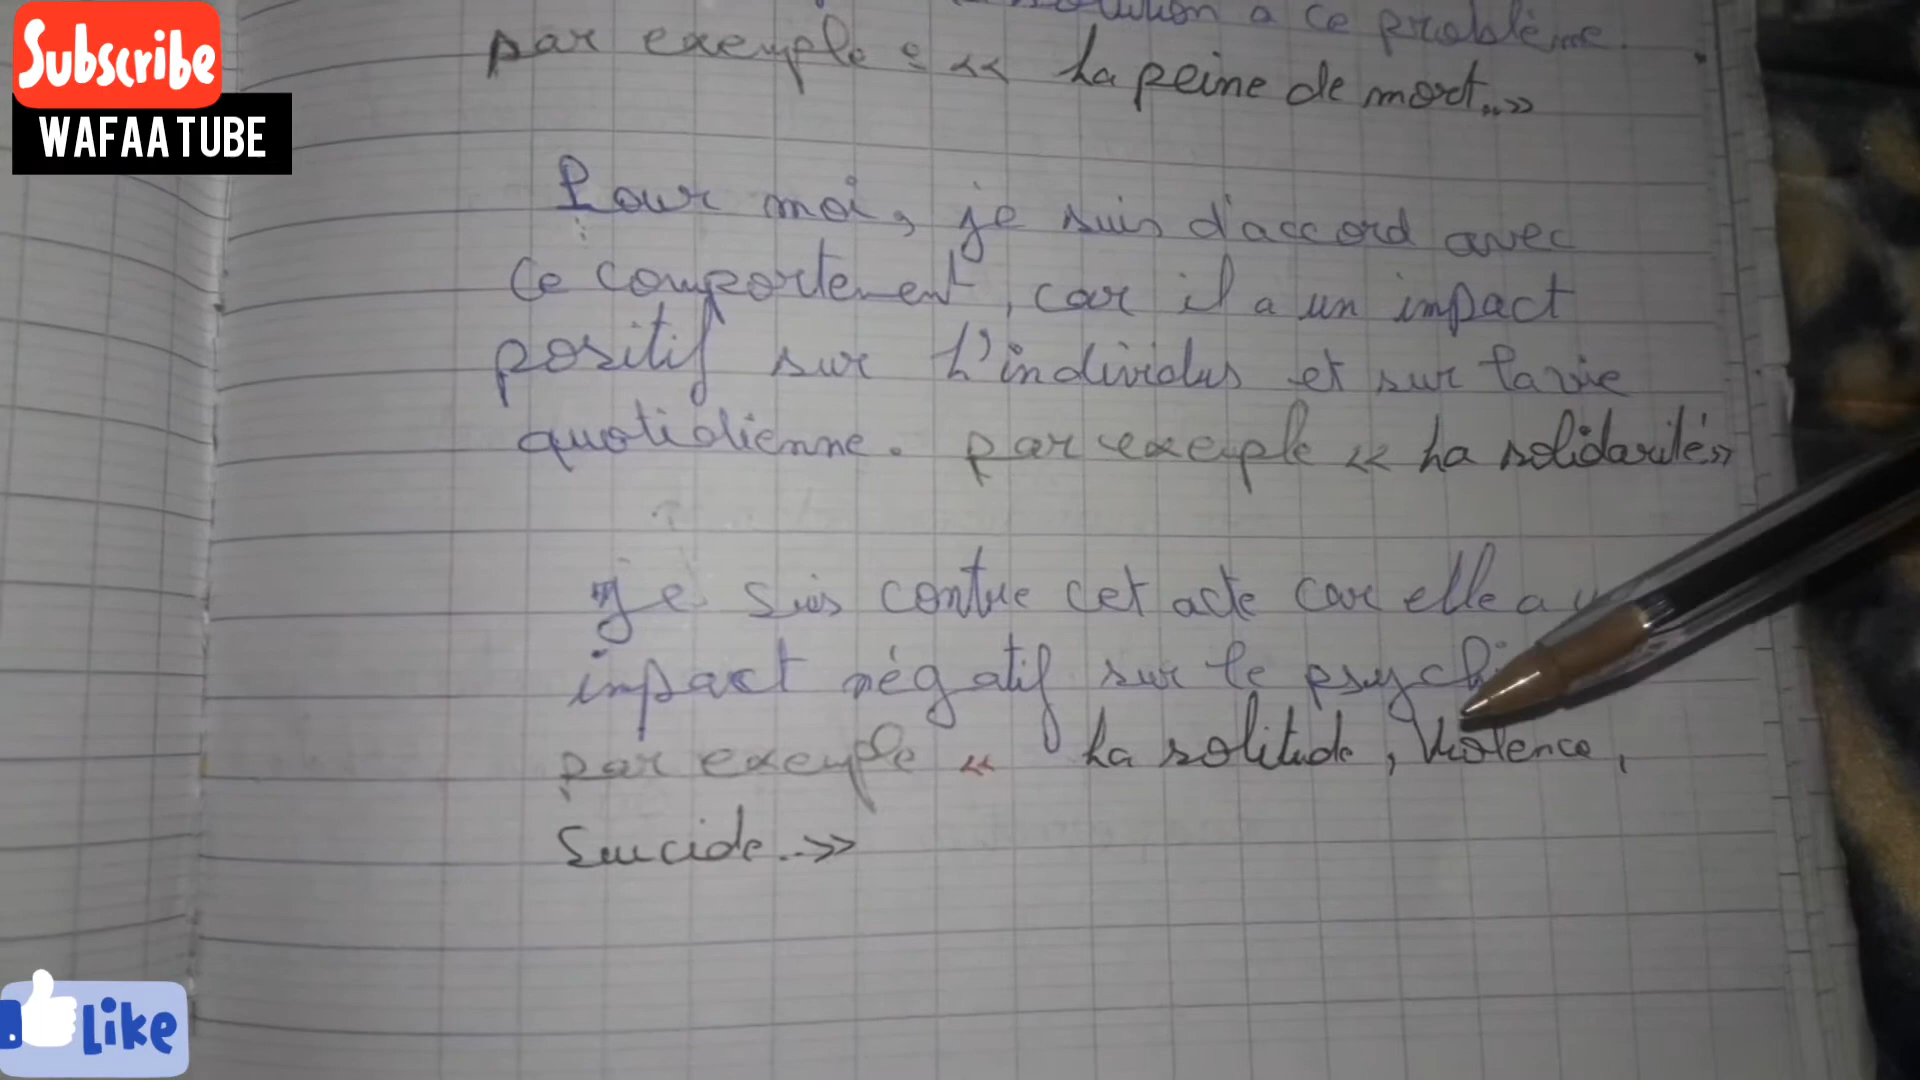 Subscribe
WAFAA TUBE
à ce problème.
par exemple : << La peine de mort..>>
Pour moi, je suis d'accord avec
ce comportement, car il a un impact
positif sur L'individus et sur la vie
quotidienne. par exemple << La solidarité>>
je suis contre cet acte car elle a
impact négatif sur le
par exemple << La solitude, Violence,
Suicide..>>
Like